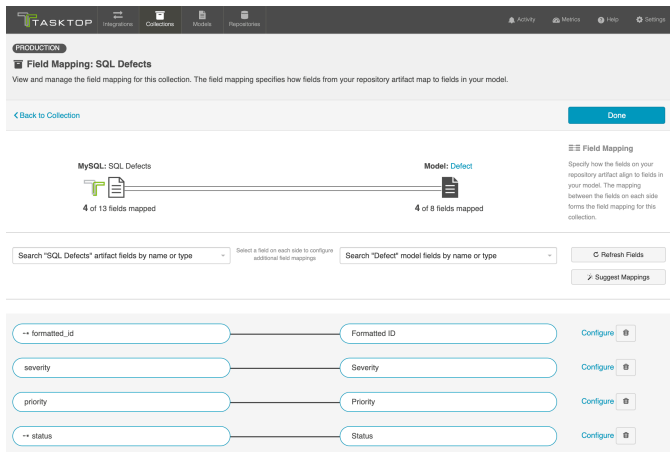 TASKTOP
Integrations
Collections
Models
Repositories
Activity
Metrics
Help
Settings
PRODUCTION
Field Mapping: SQL Defects
View and manage the field mapping for this collection. The field mapping specifies how fields from your repository artifact map to fields in your model.
Back to Collection
Done
MySQL: SQL Defects
Model: Defect
4 of 13 fields mapped
4 of 8 fields mapped
Field Mapping
Specify how the fields on your
repository artifact align to fields in
your model. The mapping
between the fields on each side
forms the field mapping for this
collection.
Search "SQL Defects" artifact fields by name or type
Select a field on each side to configure
additional field mappings
Search "Defect" model fields by name or type
Refresh Fields
Suggest Mappings
→ formatted_id
Formatted ID
Configure
severity
Severity
Configure
priority
Priority
Configure
→ status
Status
Configure